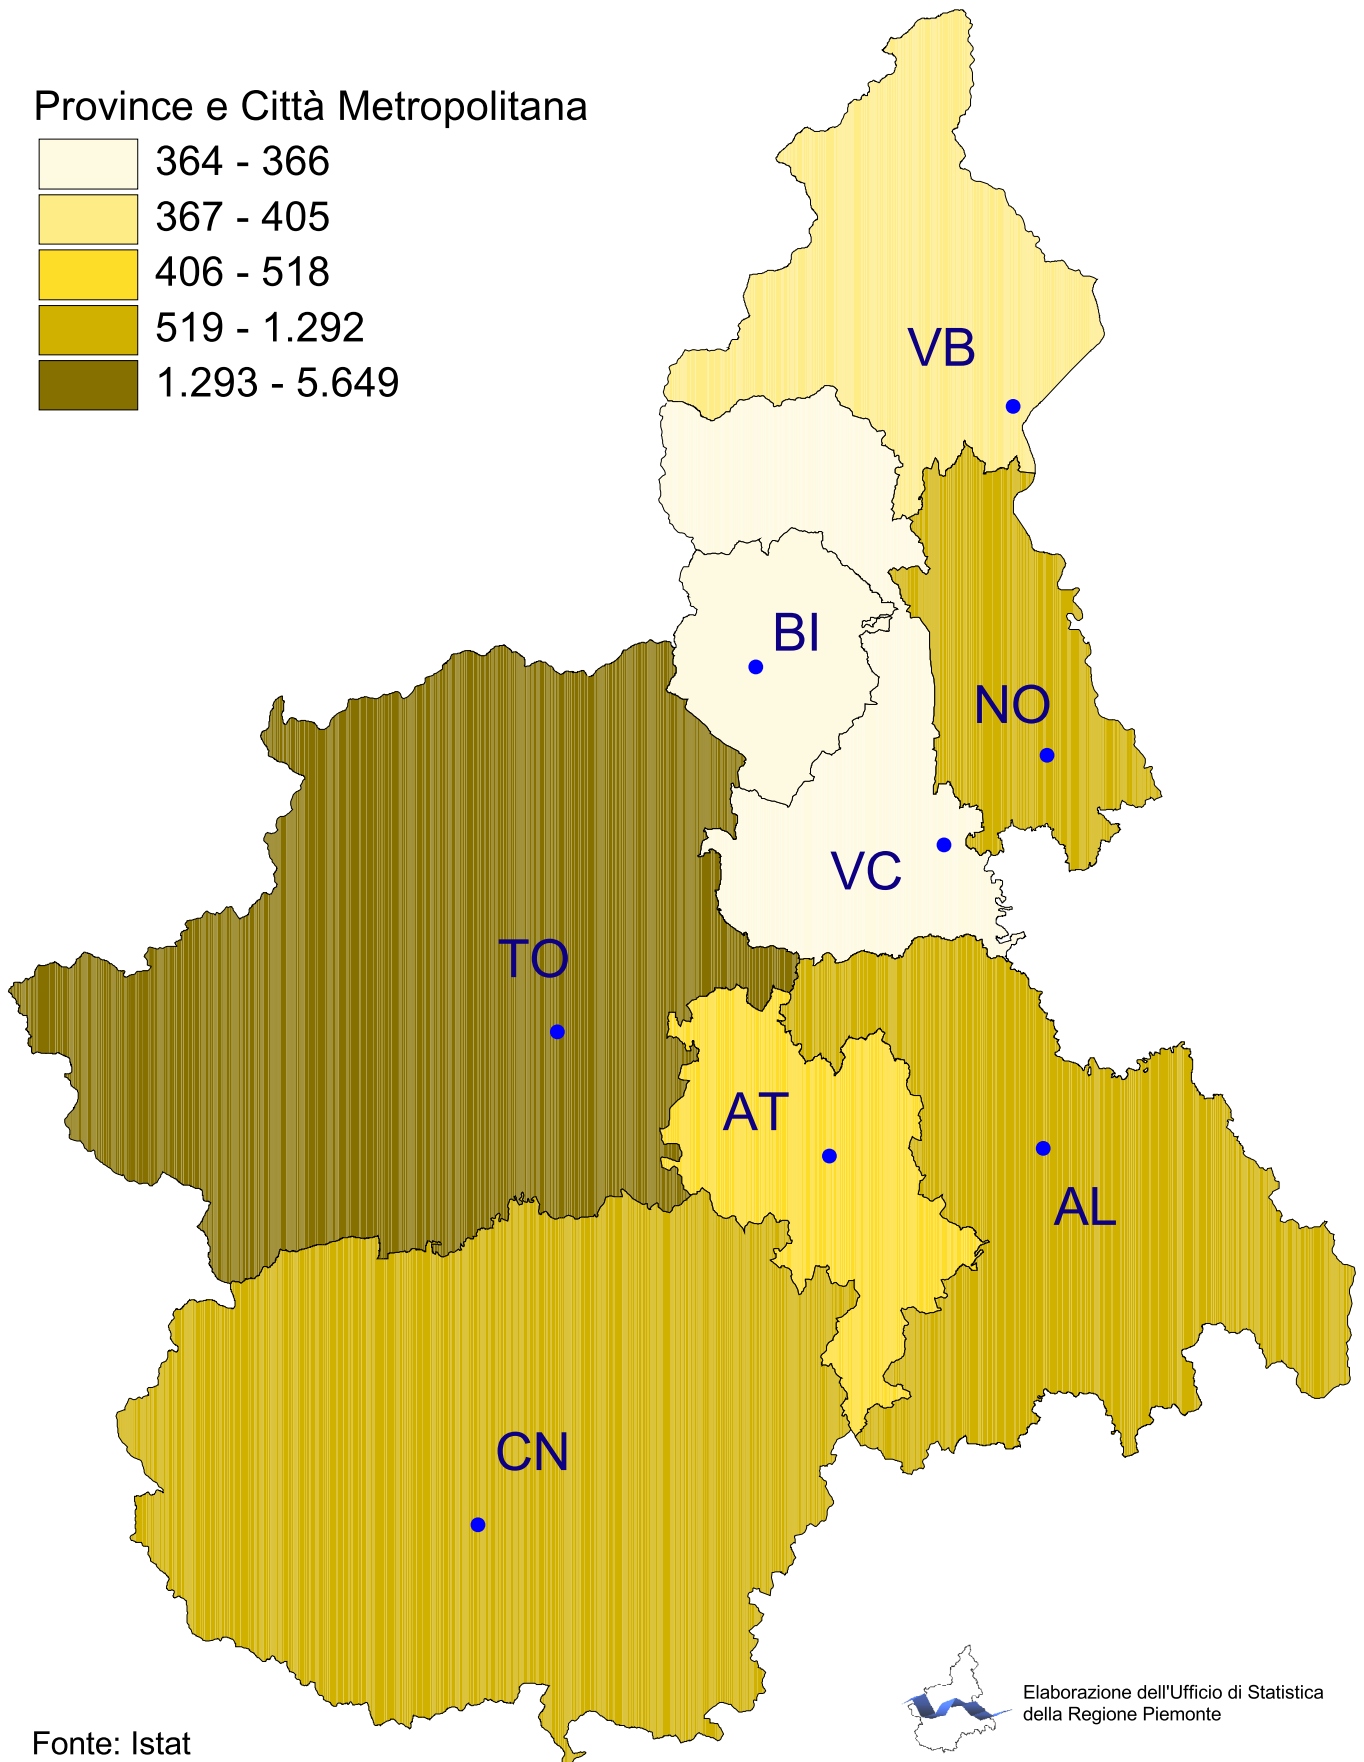 Province e Città Metropolitana
364 - 366
367 - 405
406 - 518
519 - 1.292
1.293 - 5.649
VB
BI
NO
VC
TO
AT
AL
CN
Elaborazione dell'Ufficio di Statistica
della Regione Piemonte
Fonte: Istat